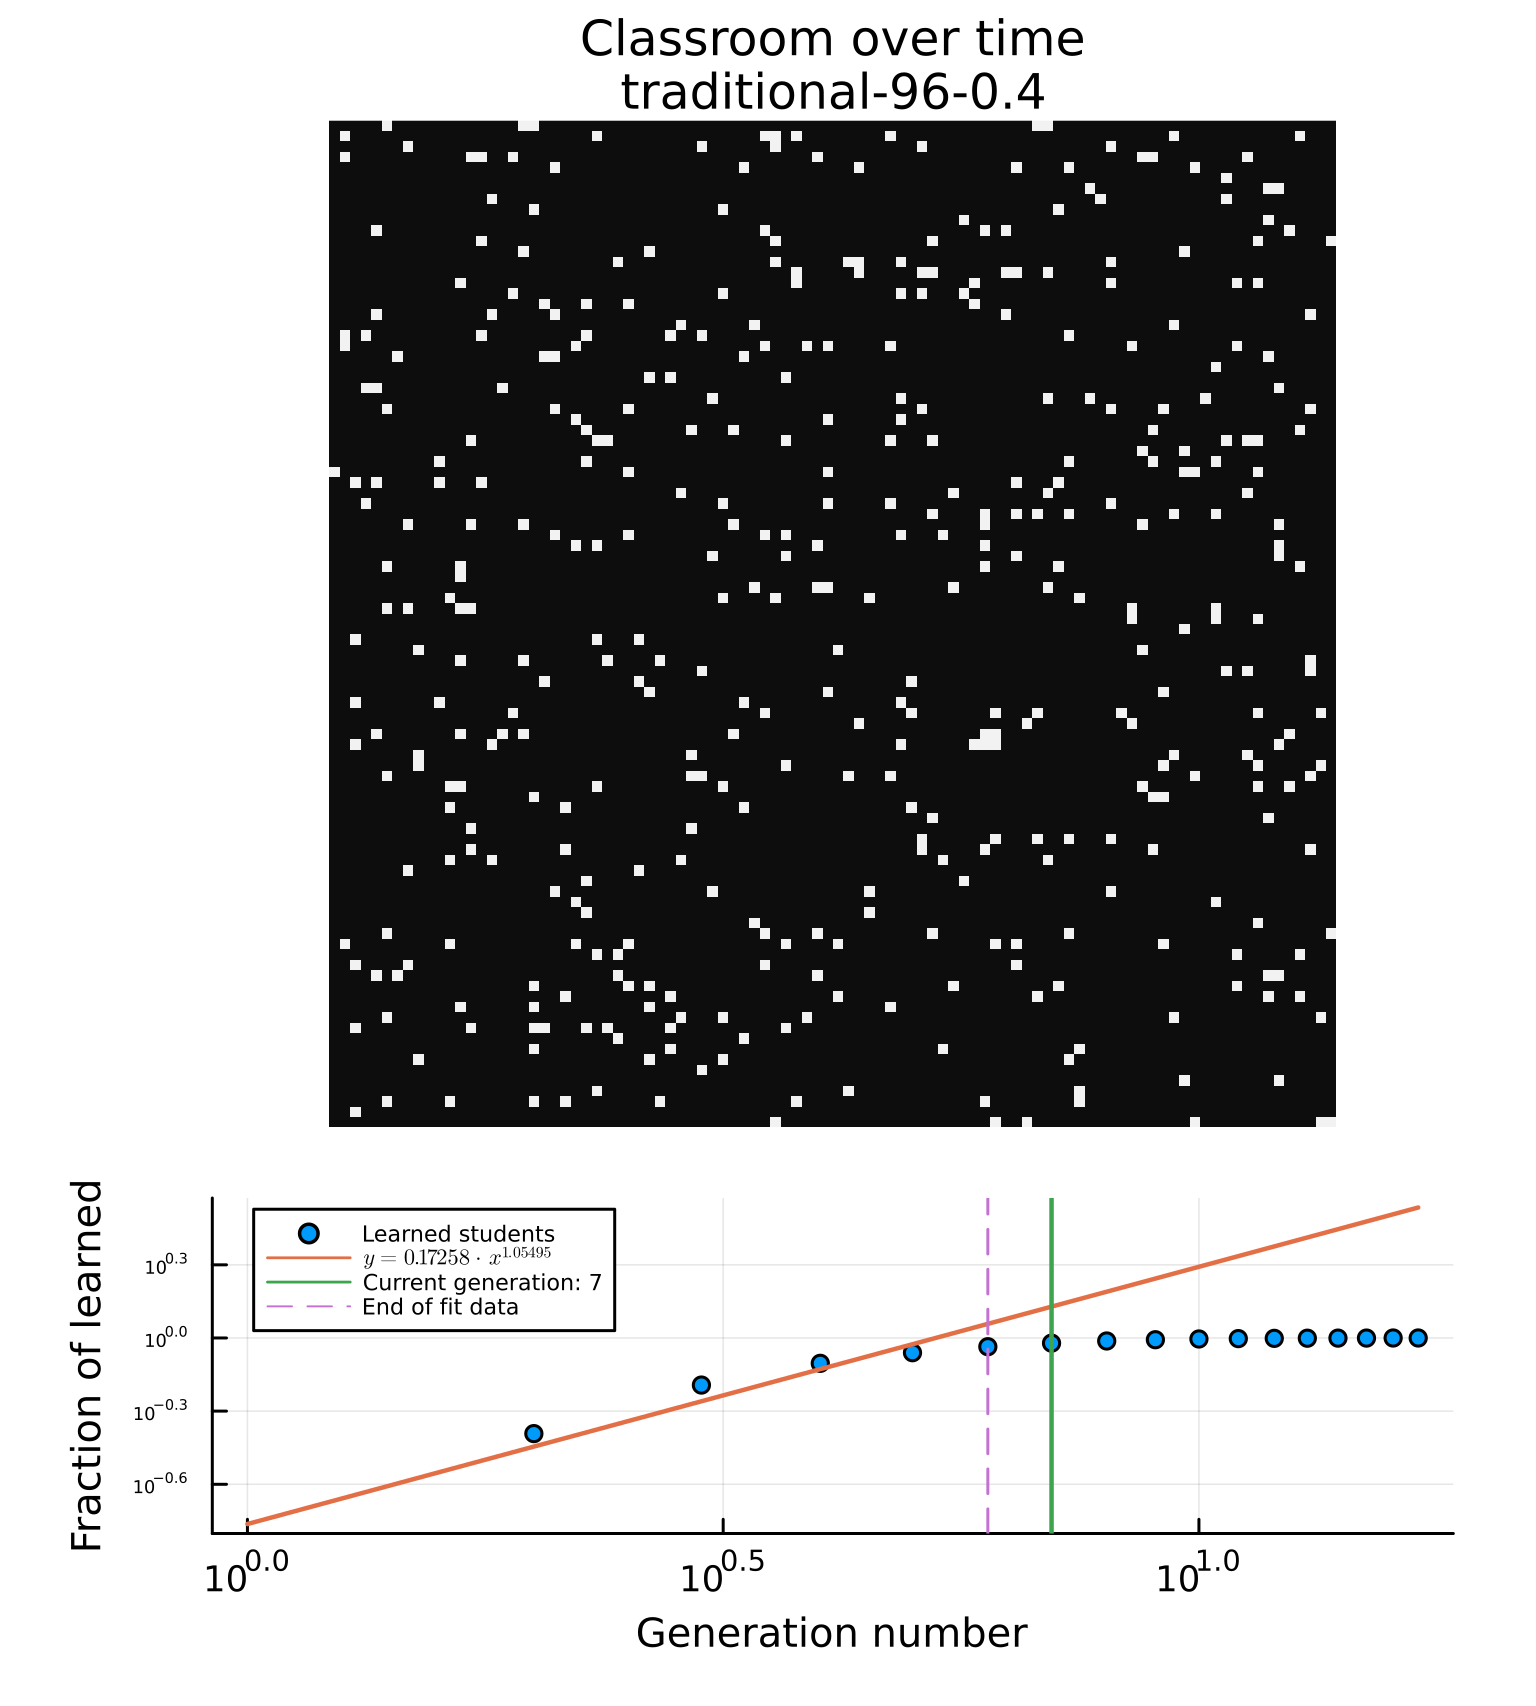 Classroom over time
traditional-96-0.4
Fraction of learned
10^0.3
10^0.0
10^−0.3
10^−0.6
Learned students
y = 0.17258 · x^1.05495
Current generation: 7
End of fit data
10^0.0 10^0.5 10^1.0
Generation number